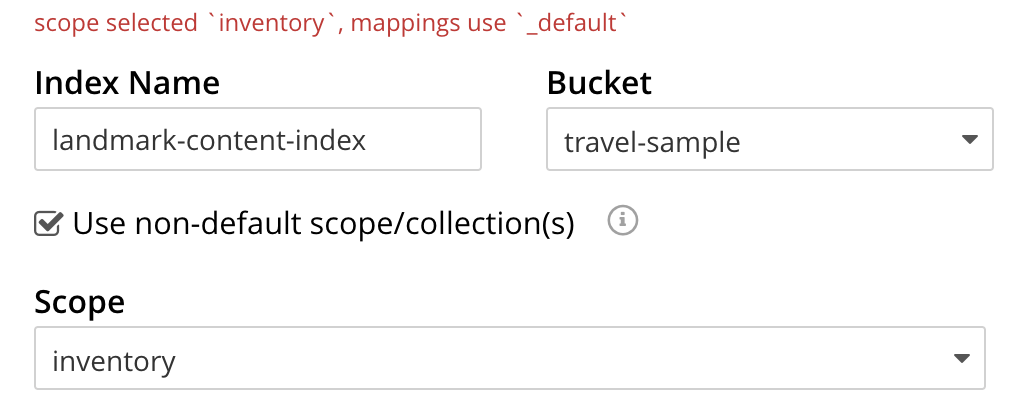 scope selected `inventory`, mappings use `_default`
Index Name
Bucket
landmark-content-index
travel-sample
Use non-default scope/collection(s)
Scope
inventory